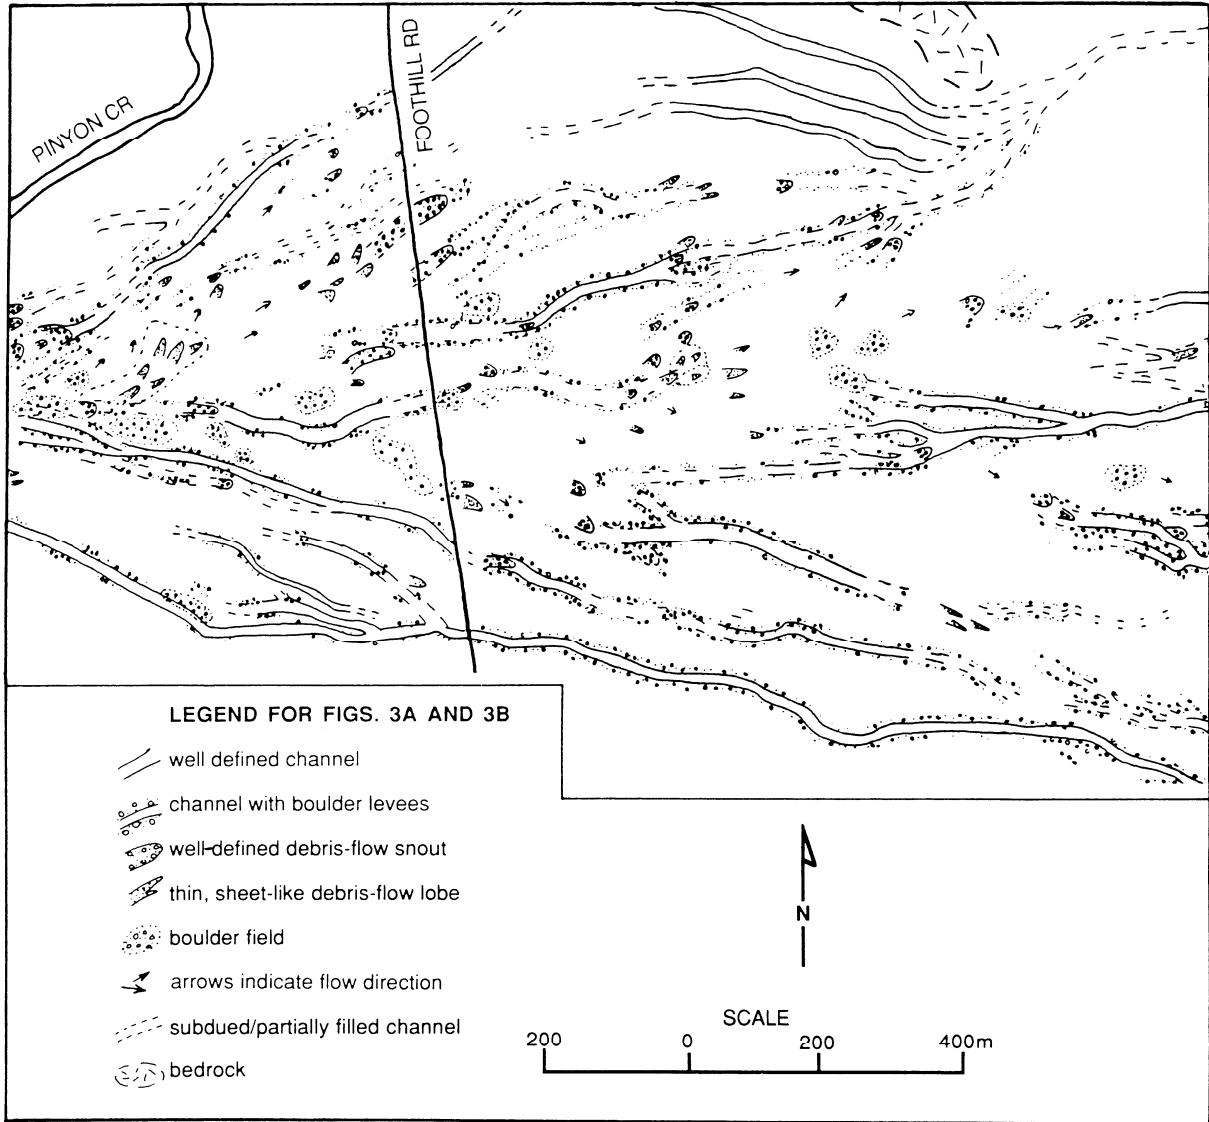 PINYON CR
FOOTHILL RD
LEGEND FOR FIGS. 3A AND 3B
well defined channel
channel with boulder levees
well-defined debris-flow snout
thin, sheet-like debris-flow lobe
boulder field
arrows indicate flow direction
subdued/partially filled channel
bedrock
N
SCALE
200 0 200 400m